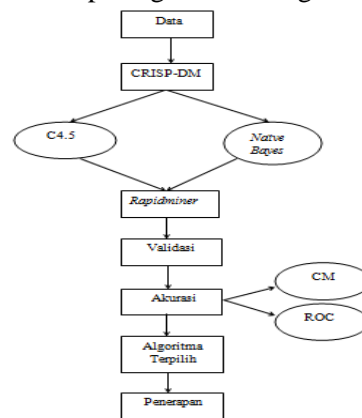 Data
CRISP-DM
C4.5
Naive
Bayes
Rapidminer
Validasi
Akurasi
CM
ROC
Algoritma
Terpilih
Penerapan